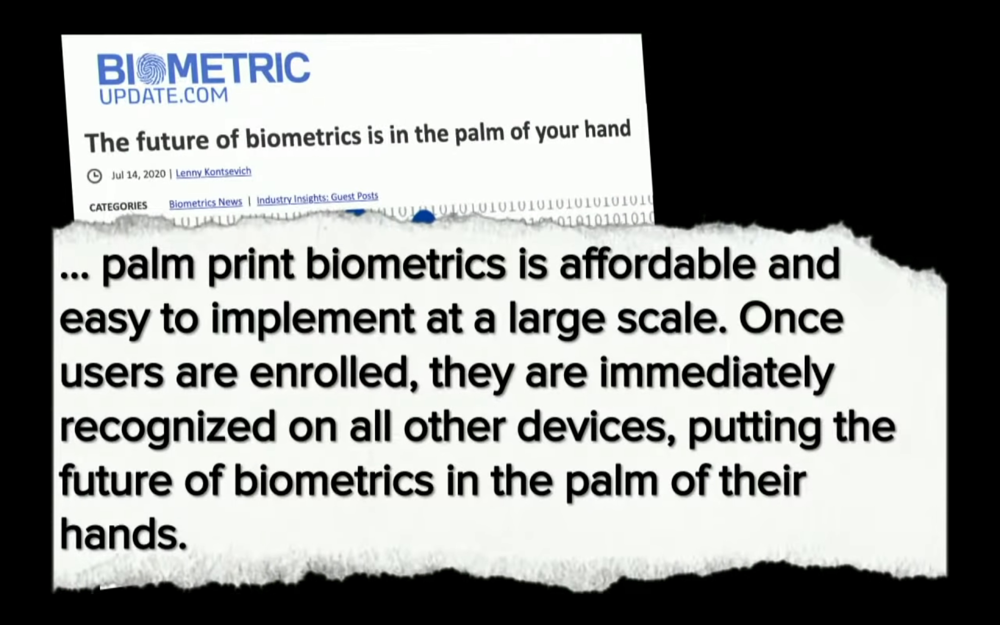 BIOMETRIC
UPDATE.COM
The future of biometrics is in the palm of your hand
Jul 14, 2020 | Lenny Kontsevich
CATEGORIES Biometrics News | Industry Insights: Guest Posts
... palm print biometrics is affordable and
easy to implement at a large scale. Once
users are enrolled, they are immediately
recognized on all other devices, putting the
future of biometrics in the palm of their
hands.